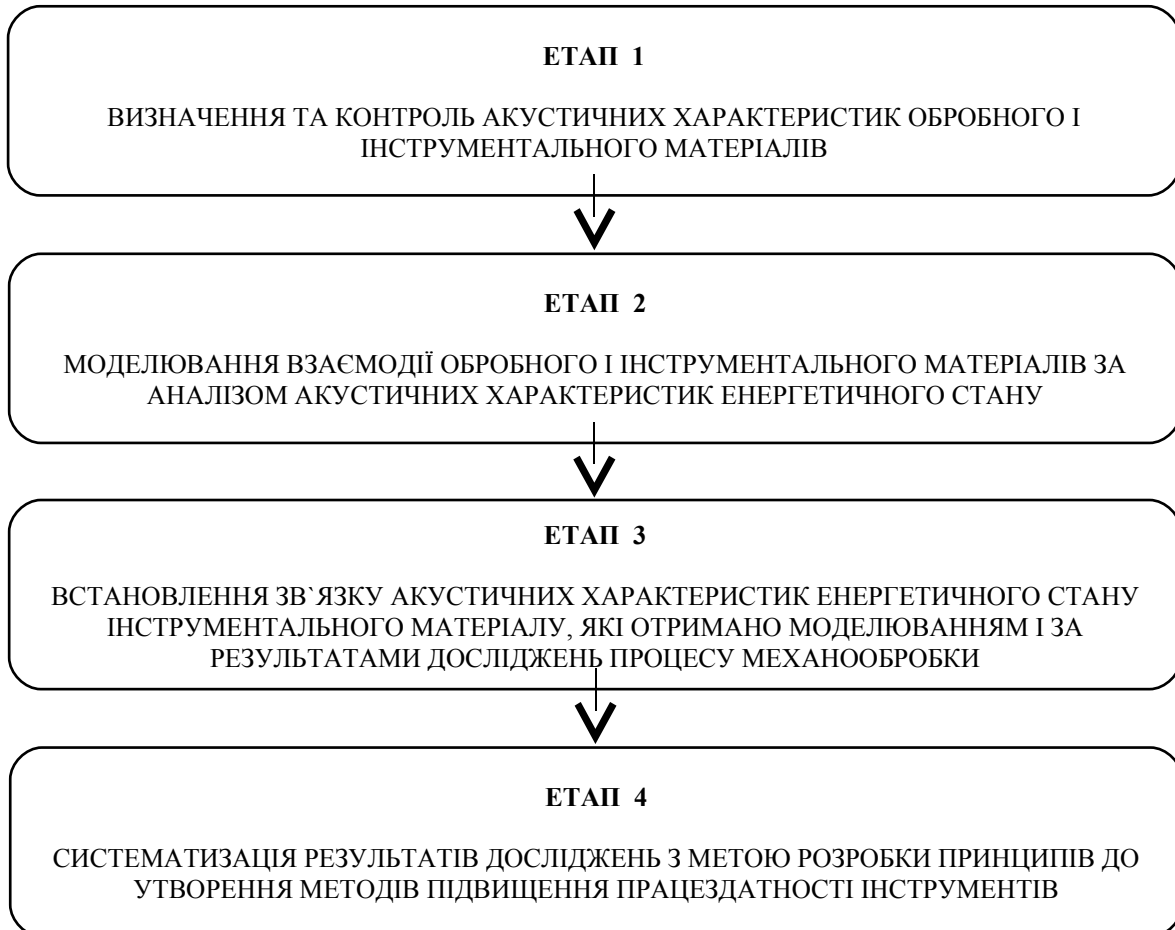 ЕТАП 1
ВИЗНАЧЕННЯ ТА КОНТРОЛЬ АКУСТИЧНИХ ХАРАКТЕРИСТИК ОБРОБНОГО І
ІНСТРУМЕНТАЛЬНОГО МАТЕРІАЛІВ
ЕТАП 2
МОДЕЛЮВАННЯ ВЗАЄМОДІЇ ОБРОБНОГО І ІНСТРУМЕНТАЛЬНОГО МАТЕРІАЛІВ ЗА
АНАЛІЗОМ АКУСТИЧНИХ ХАРАКТЕРИСТИК ЕНЕРГЕТИЧНОГО СТАНУ
ЕТАП 3
ВСТАНОВЛЕННЯ ЗВ`ЯЗКУ АКУСТИЧНИХ ХАРАКТЕРИСТИК ЕНЕРГЕТИЧНОГО СТАНУ
ІНСТРУМЕНТАЛЬНОГО МАТЕРІАЛУ, ЯКІ ОТРИМАНО МОДЕЛЮВАННЯМ І ЗА
РЕЗУЛЬТАТАМИ ДОСЛІДЖЕНЬ ПРОЦЕСУ МЕХАНООБРОБКИ
ЕТАП 4
СИСТЕМАТИЗАЦІЯ РЕЗУЛЬТАТІВ ДОСЛІДЖЕНЬ З МЕТОЮ РОЗРОБКИ ПРИНЦИПІВ ДО
УТВОРЕННЯ МЕТОДІВ ПІДВИЩЕННЯ ПРАЦЕЗДАТНОСТІ ІНСТРУМЕНТІВ